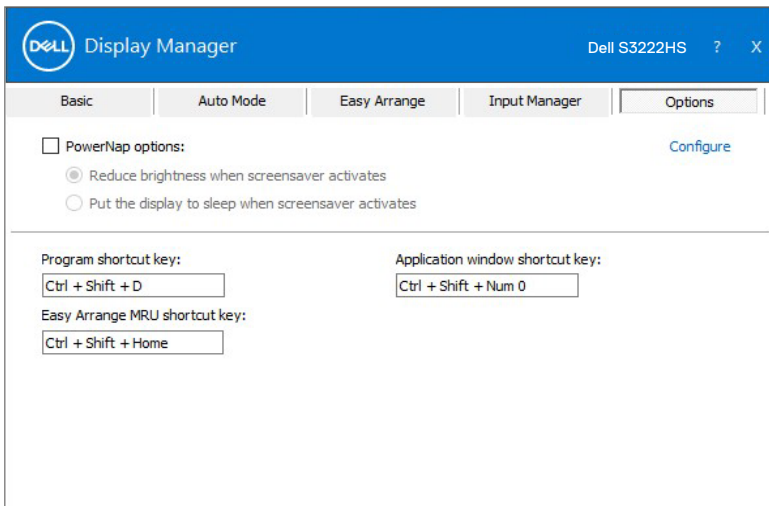 DELL Display Manager Dell S3222HS ? X
Basic Auto Mode Easy Arrange Input Manager Options
PowerNap options: Configure
Reduce brightness when screensaver activates
Put the display to sleep when screensaver activates
Program shortcut key: Application window shortcut key:
Ctrl + Shift + D Ctrl + Shift + Num 0
Easy Arrange MRU shortcut key:
Ctrl + Shift + Home